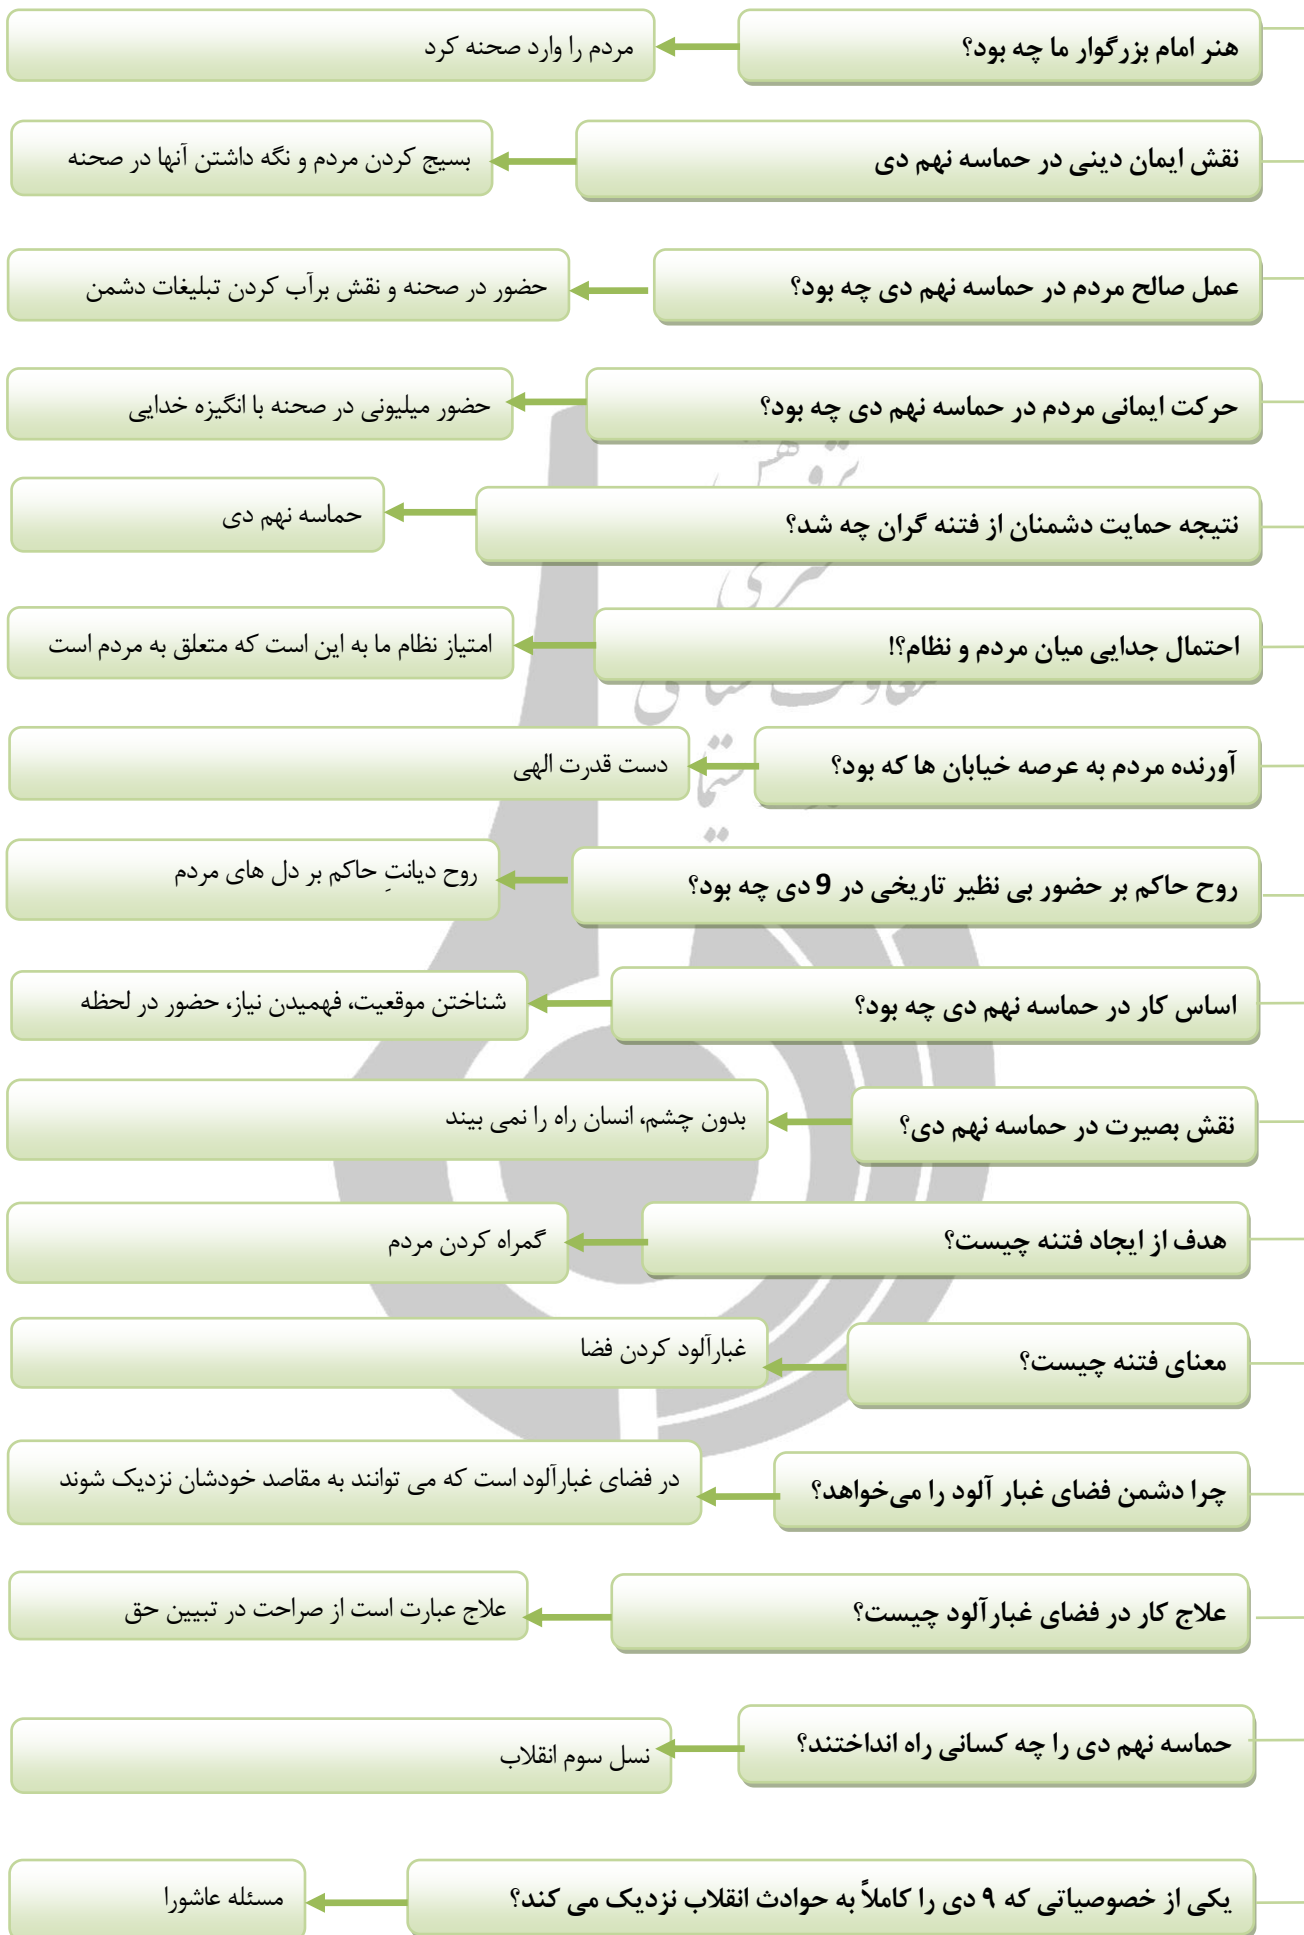 هنر امام بزرگوار ما چه بود؟
مردم را وارد صحنه کرد
نقش ایمان دینی در حماسه نهم دی
بسیج کردن مردم و نگه داشتن آنها در صحنه
عمل صالح مردم در حماسه نهم دی چه بود؟
حضور در صحنه و نقش برآب کردن تبلیغات دشمن
حرکت ایمانی مردم در حماسه نهم دی چه بود؟
حضور میلیونی در صحنه با انگیزه خدایی
نتیجه حمایت دشمنان از فتنه گران چه شد؟
حماسه نهم دی
احتمال جدایی میان مردم و نظام؟!
امتیاز نظام ما به این است که متعلق به مردم است
آورنده مردم به عرصه خیابان ها که بود؟
دست قدرت الهی
روح حاکم بر حضور بی نظیر تاریخی در 9 دی چه بود؟
روح دیانتِ حاکم بر دل های مردم
اساس کار در حماسه نهم دی چه بود؟
شناختن موقعیت، فهمیدن نیاز، حضور در لحظه
نقش بصیرت در حماسه نهم دی؟
بدون چشم، انسان راه را نمی بیند
هدف از ایجاد فتنه چیست؟
گمراه کردن مردم
معنای فتنه چیست؟
غبارآلود کردن فضا
چرا دشمن فضای غبار آلود را می‌خواهد؟
در فضای غبارآلود است که می توانند به مقاصد خودشان نزدیک شوند
علاج کار در فضای غبارآلود چیست؟
علاج عبارت است از صراحت در تبیین حق
حماسه نهم دی را چه کسانی راه انداختند؟
نسل سوم انقلاب
یکی از خصوصیاتی که ۹ دی را کاملاً به حوادث انقلاب نزدیک می کند؟
مسئله عاشورا